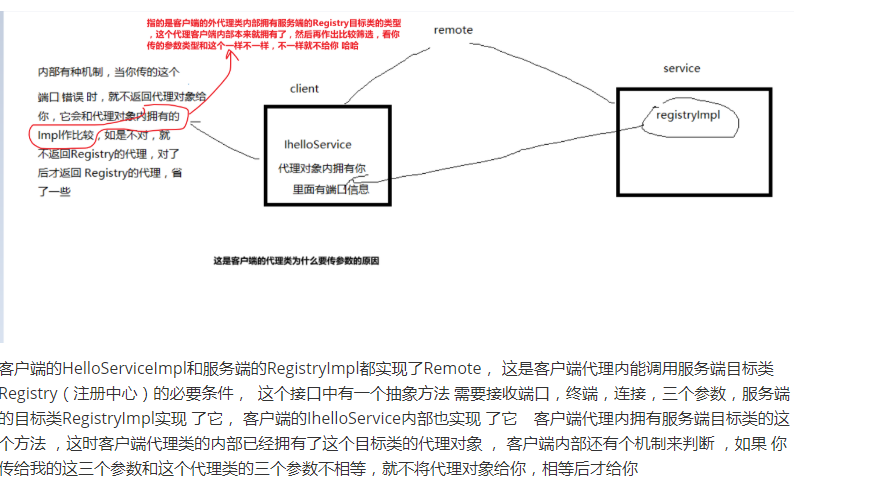 指的是客户端的外代理类内部拥有服务端的Registry目标类的类型
，这个代理客户端内部本来就拥有了，然后再作出比较筛选，看你
传的参数类型和这个一样不一样，不一样就不给你 哈哈
remote
内部有种机制，当你传的这个
端口 错误 时，就不返回代理对象给
你，它会和代理对象内拥有的
Impl作比较，如是不对，就
不返回Registry的代理，对了
后才返回 Registry的代理，省
了一些
client
IhelloService
代理对象内拥有你
里面有端口信息
service
registryImpl
这是客户端的代理类为什么要传参数的原因
客户端的HelloServiceImpl和服务端的RegistryImpl都实现了Remote ， 这是客户端代理内能调用服务端目标类
Registry（注册中心）的必要条件， 这个接口中有一个抽象方法 需要接收端口，终端，连接，三个参数，服务端
的目标类RegistryImpl实现 了它 ，客户端的IhelloService内部也实现 了它 客户端代理内拥有服务端目标类的这
个方法 ，这时客户端代理类的内部已经拥有了这个目标类的代理对象 ， 客户端内部还有个机制来判断 ，如果 你
传给我的这三个参数和这个代理类的三个参数不相等，就不将代理对象给你，相等后才给你